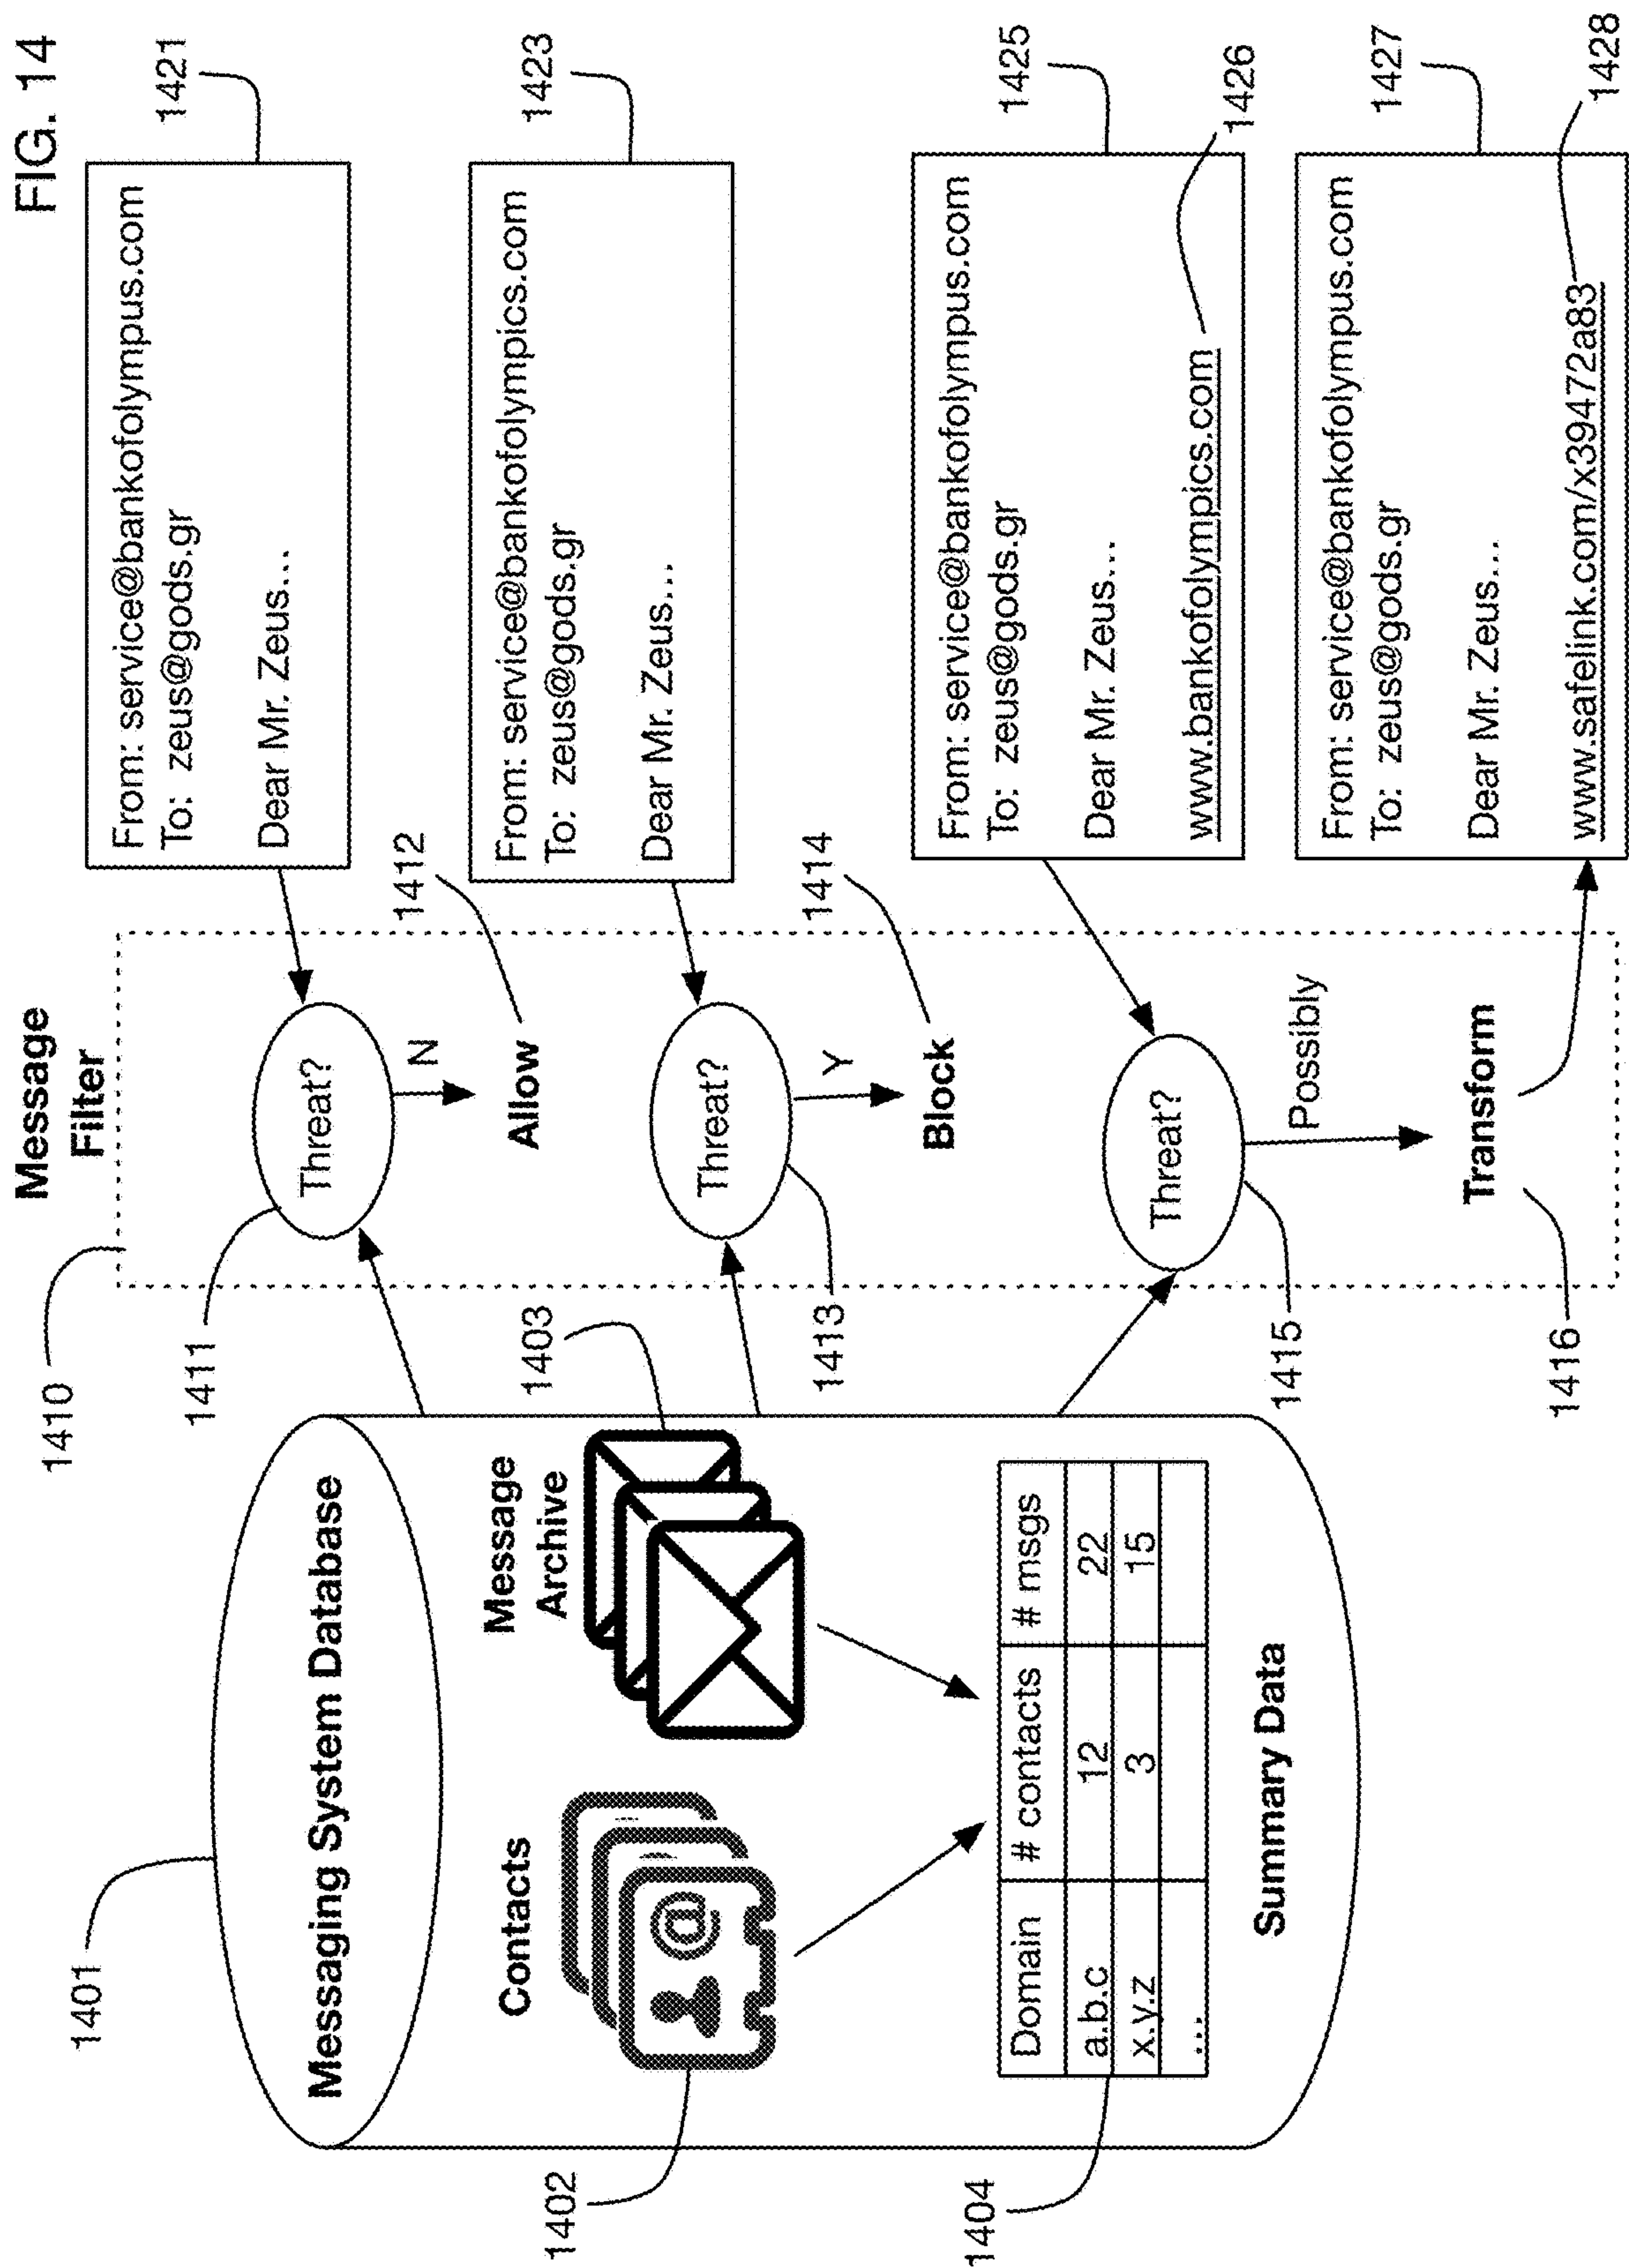 FIG. 14
Message
Filter
1410
1401
Messaging System Database
1411
Threat?
N
Allow
1412
From: service@bankofolympus.com
To: zeus@gods.gr
Dear Mr. Zeus...
1421
Contacts
1402
Message
Archive
1403
Threat?
1413
Y
Block
1414
From: service@bankofolympics.com
To: zeus@gods.gr
Dear Mr. Zeus...
1423
Domain # contacts # msgs
a.b.c 12 22
x.y.z 3 15
...
Summary Data
1404
Threat?
1415
Possibly
Transform
1416
From: service@bankofolympus.com
To: zeus@gods.gr
Dear Mr. Zeus...
www.bankofolympics.com
1425
1426
From: service@bankofolympus.com
To: zeus@gods.gr
Dear Mr. Zeus...
www.safelink.com/x39472a83
1427
1428